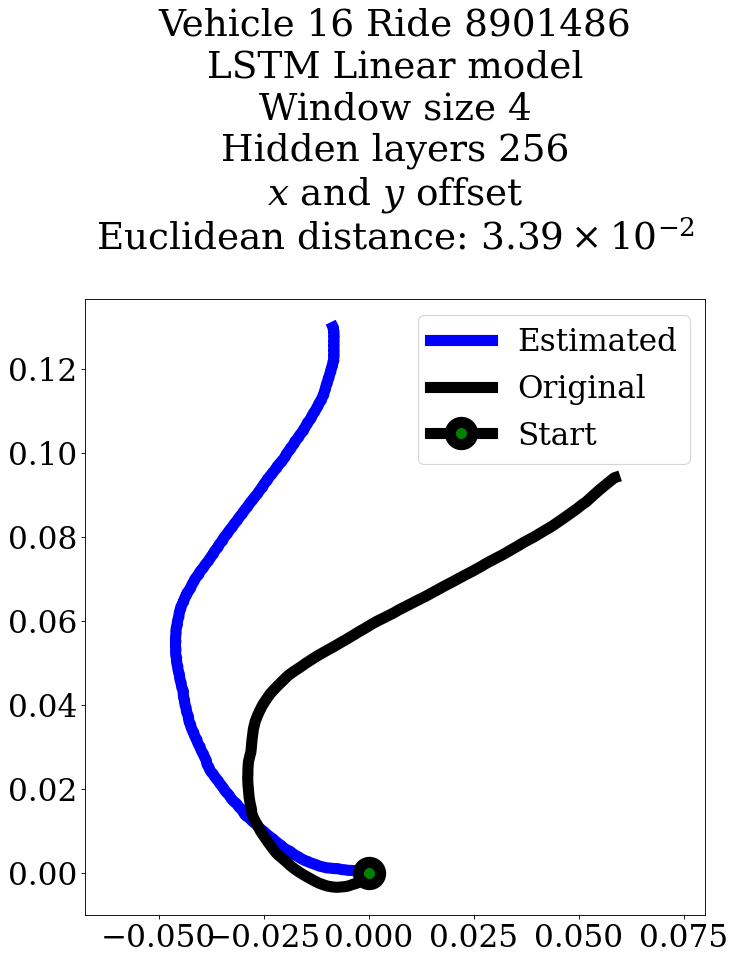 Vehicle 16 Ride 8901486
LSTM Linear model
Window size 4
Hidden layers 256
x and y offset
Euclidean distance: 3.39 × 10⁻²
Estimated
Original
Start
0.12
0.10
0.08
0.06
0.04
0.02
0.00
−0.050 −0.025 0.000 0.025 0.050 0.075